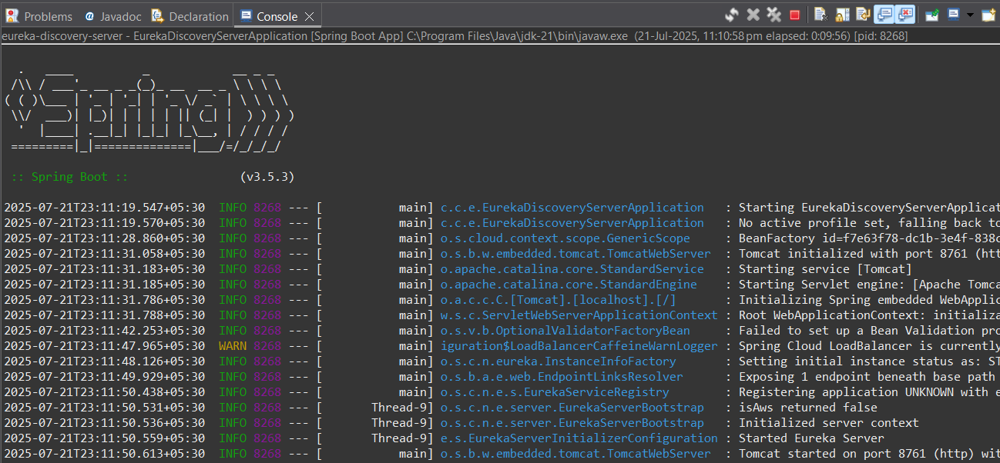 Problems @ Javadoc Declaration Console
eureka-discovery-server - EurekaDiscoveryServerApplication [Spring Boot App] C:\Program Files\Java\jdk-21\bin\javaw.exe (21-Jul-2025, 11:10:58 pm elapsed: 0:09:56) [pid: 8268]
Spring
:: Spring Boot :: (v3.5.3)
2025-07-21T23:11:19.547+05:30 INFO 8268 --- [ main] c.c.e.EurekaDiscoveryServerApplication : Starting EurekaDiscoveryServerApplicat
2025-07-21T23:11:19.570+05:30 INFO 8268 --- [ main] c.c.e.EurekaDiscoveryServerApplication : No active profile set, falling back to
2025-07-21T23:11:28.860+05:30 INFO 8268 --- [ main] o.s.cloud.context.scope.GenericScope : BeanFactory id=f7e63f78-dc1b-3e4f-838c
2025-07-21T23:11:31.058+05:30 INFO 8268 --- [ main] o.s.b.w.embedded.tomcat.TomcatWebServer : Tomcat initialized with port 8761 (htt
2025-07-21T23:11:31.183+05:30 INFO 8268 --- [ main] o.apache.catalina.core.StandardService : Starting service [Tomcat]
2025-07-21T23:11:31.185+05:30 INFO 8268 --- [ main] o.apache.catalina.core.StandardEngine : Starting Servlet engine: [Apache Tomca
2025-07-21T23:11:31.786+05:30 INFO 8268 --- [ main] o.a.c.c.C.[Tomcat].[localhost].[/] : Initializing Spring embedded WebApplic
2025-07-21T23:11:31.788+05:30 INFO 8268 --- [ main] w.s.c.ServletWebServerApplicationContext : Root WebApplicationContext: initializa
2025-07-21T23:11:42.253+05:30 INFO 8268 --- [ main] o.s.v.b.OptionalValidatorFactoryBean : Failed to set up a Bean Validation pro
2025-07-21T23:11:47.965+05:30 WARN 8268 --- [ main] iguration$LoadBalancerCaffeineWarnLogger : Spring Cloud LoadBalancer is currently
2025-07-21T23:11:48.126+05:30 INFO 8268 --- [ main] o.s.c.n.eureka.InstanceInfoFactory : Setting initial instance status as: ST
2025-07-21T23:11:49.929+05:30 INFO 8268 --- [ main] o.s.b.a.e.web.EndpointLinksResolver : Exposing 1 endpoint beneath base path
2025-07-21T23:11:50.438+05:30 INFO 8268 --- [ main] o.s.c.n.e.s.EurekaServiceRegistry : Registering application UNKNOWN with e
2025-07-21T23:11:50.531+05:30 INFO 8268 --- [ Thread-9] o.s.c.n.e.server.EurekaServerBootstrap : isAws returned false
2025-07-21T23:11:50.536+05:30 INFO 8268 --- [ Thread-9] o.s.c.n.e.server.EurekaServerBootstrap : Initialized server context
2025-07-21T23:11:50.559+05:30 INFO 8268 --- [ Thread-9] e.s.EurekaServerInitializerConfiguration : Started Eureka Server
2025-07-21T23:11:50.613+05:30 INFO 8268 --- [ main] o.s.b.w.embedded.tomcat.TomcatWebServer : Tomcat started on port 8761 (http) wit